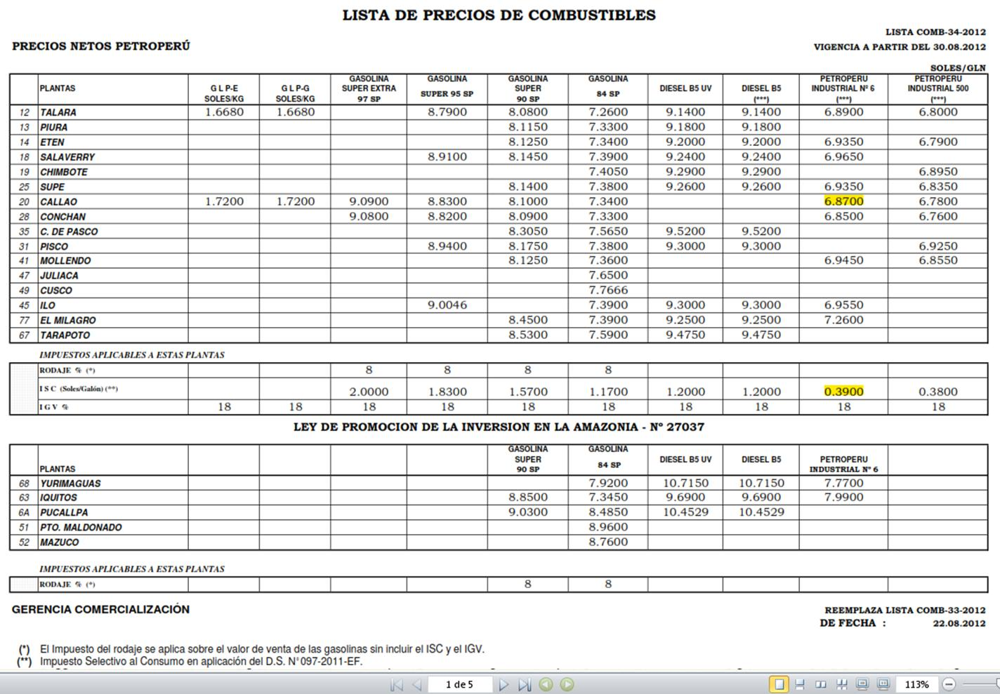 LISTA DE PRECIOS DE COMBUSTIBLES
LISTA COMB-34-2012
PRECIOS NETOS PETROPERÚ
VIGENCIA A PARTIR DEL 30.08.2012
SOLES/GLN
PLANTAS G L P-E SOLES/KG G L P-G SOLES/KG GASOLINA SUPER EXTRA 97 SP GASOLINA SUPER 95 SP GASOLINA SUPER 90 SP GASOLINA 84 SP DIESEL B5 UV DIESEL B5 (***) PETROPERU INDUSTRIAL Nº 6 (***) PETROPERU INDUSTRIAL 500 (***)
12 TALARA 1.6680 1.6680 8.7900 8.0800 7.2600 9.1400 9.1400 6.8900 6.8000
13 PIURA 8.1150 7.3300 9.1800 9.1800
14 ETEN 8.1250 7.3400 9.2000 9.2000 6.9350 6.7900
18 SALAVERRY 8.9100 8.1450 7.3900 9.2400 9.2400 6.9650
19 CHIMBOTE 7.4050 9.2900 9.2900 6.8950
25 SUPE 8.1400 7.3800 9.2600 9.2600 6.9350 6.8350
20 CALLAO 1.7200 1.7200 9.0900 8.8300 8.1000 7.3400 6.8700 6.7800
28 CONCHAN 9.0800 8.8200 8.0900 7.3300 6.8500 6.7600
35 C. DE PASCO 8.3050 7.5650 9.5200 9.5200
31 PISCO 8.9400 8.1750 7.3800 9.3000 9.3000 6.9250
41 MOLLENDO 8.1250 7.3600 6.9450 6.8550
47 JULIACA 7.6500
49 CUSCO 7.7666
45 ILO 9.0046 7.3900 9.3000 9.3000 6.9550
77 EL MILAGRO 8.4500 7.3900 9.2500 9.2500 7.2600
67 TARAPOTO 8.5300 7.5900 9.4750 9.4750
IMPUESTOS APLICABLES A ESTAS PLANTAS
RODAJE % (*) 8 8 8 8
I S C (Soles/Galón) (**) 2.0000 1.8300 1.5700 1.1700 1.2000 1.2000 0.3900 0.3800
I G V % 18 18 18 18 18 18 18 18 18 18
LEY DE PROMOCION DE LA INVERSION EN LA AMAZONIA - Nº 27037
PLANTAS GASOLINA SUPER 90 SP GASOLINA 84 SP DIESEL B5 UV DIESEL B5 PETROPERU INDUSTRIAL Nº 6
68 YURIMAGUAS 7.9200 10.7150 10.7150 7.7700
63 IQUITOS 8.8500 7.3450 9.6900 9.6900 7.9900
6A PUCALLPA 9.0300 8.4850 10.4529 10.4529
51 PTO. MALDONADO 8.9600
52 MAZUCO 8.7600
IMPUESTOS APLICABLES A ESTAS PLANTAS
RODAJE % (*) 8 8
GERENCIA COMERCIALIZACIÓN
REEMPLAZA LISTA COMB-33-2012
DE FECHA : 22.08.2012
(*) El Impuesto del rodaje se aplica sobre el valor de venta de las gasolinas sin incluir el ISC y el IGV.
(**) Impuesto Selectivo al Consumo en aplicación del D.S. N°097-2011-EF.
1 de 5
113%